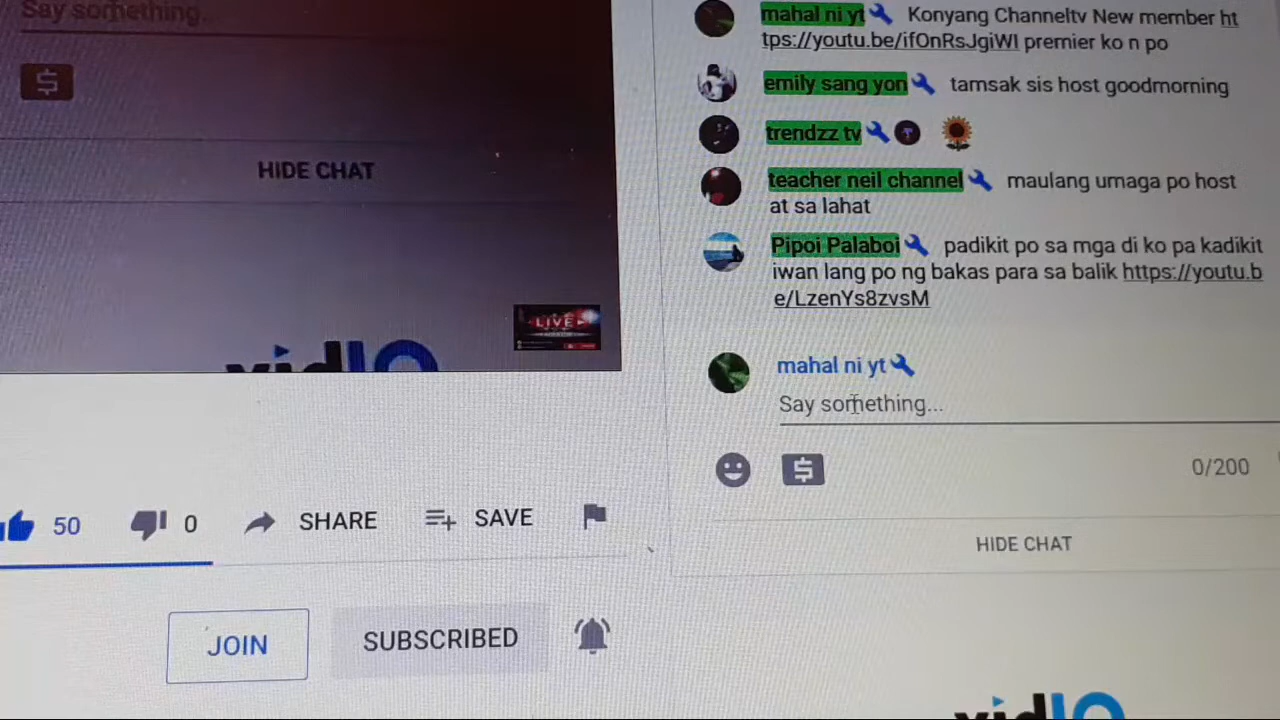 Say something...
HIDE CHAT
LIVE
vidIQ
50
0
SHARE
SAVE
JOIN
SUBSCRIBED
mahal ni yt Konyang Channeltv New member ht
tps://youtu.be/ifOnRsJgiWI premier ko n po
emily sang yon tamsak sis host goodmorning
trendzz tv
teacher neil channel maulang umaga po host
at sa lahat
Pipoi Palaboi padikit po sa mga di ko pa kadikit
iwan lang po ng bakas para sa balik https://youtu.b
e/LzenYs8zvsM
mahal ni yt
Say something...
0/200
HIDE CHAT
vidIQ